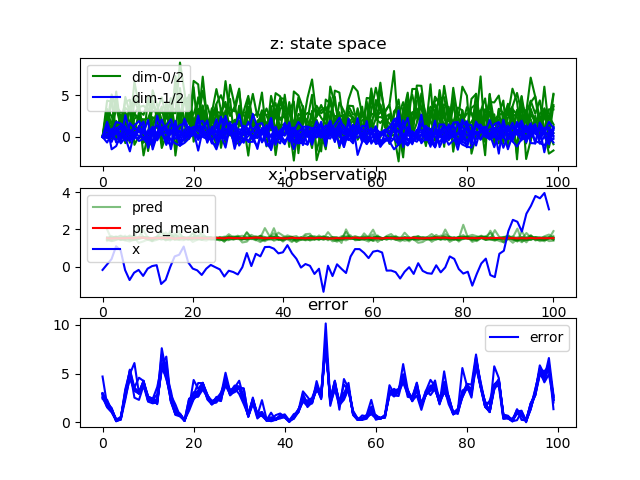 z: state space
dim-0/2
dim-1/2
5
0
0 20 40 60 80 100
x: observation
pred
pred_mean
x
4
2
0
0 20 40 60 80 100
error
error
10
5
0
0 20 40 60 80 100